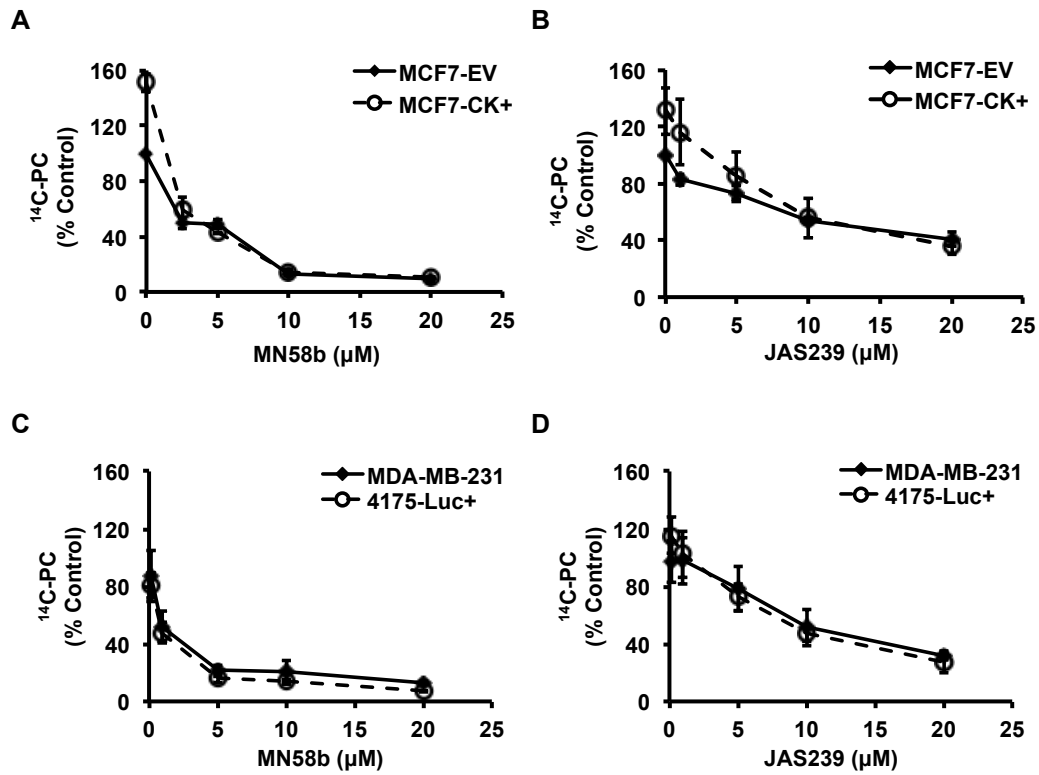 A
160
120
80
40
0
¹⁴C-PC
(% Control)
MCF7-EV
MCF7-CK+
0 5 10 15 20 25
MN58b (µM)
B
160
120
80
40
0
¹⁴C-PC
(% Control)
MCF7-EV
MCF7-CK+
0 5 10 15 20 25
JAS239 (µM)
C
160
120
80
40
0
¹⁴C-PC
(% Control)
MDA-MB-231
4175-Luc+
0 5 10 15 20 25
MN58b (µM)
D
160
120
80
40
0
¹⁴C-PC
(% Control)
MDA-MB-231
4175-Luc+
0 5 10 15 20 25
JAS239 (µM)